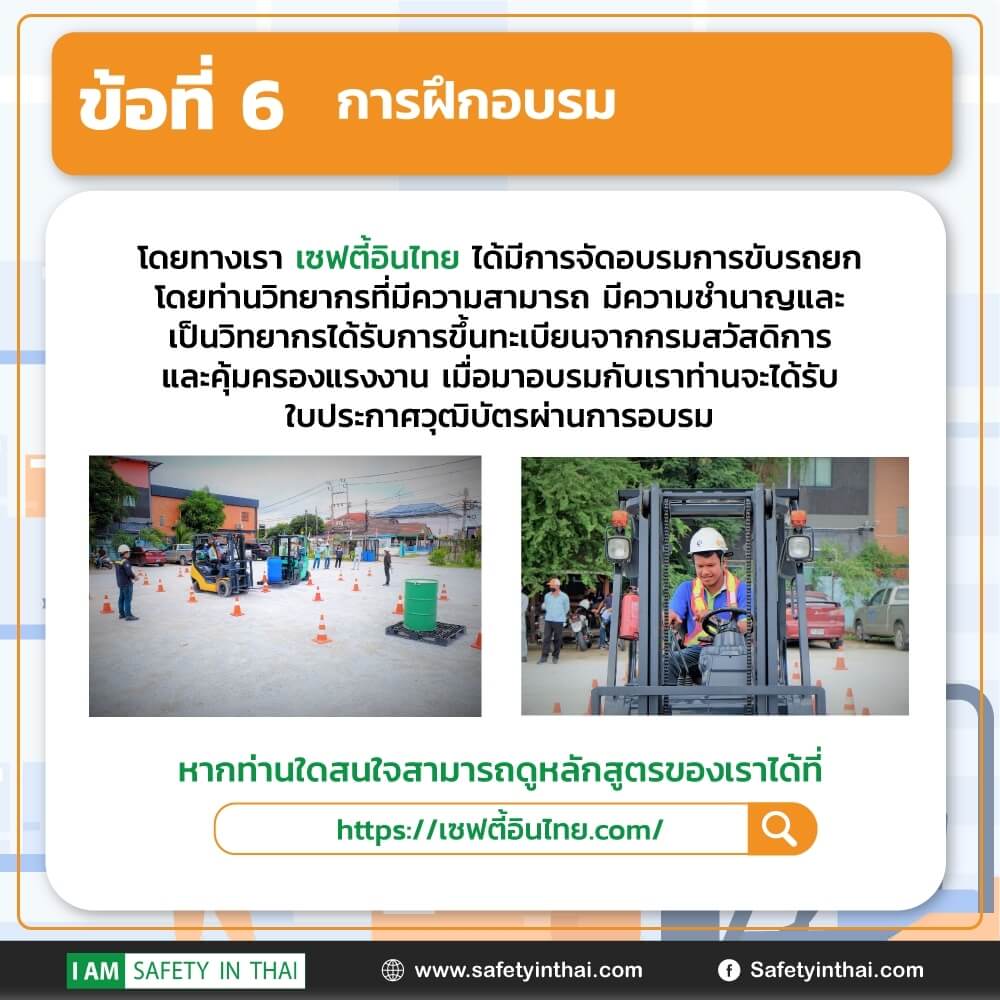 ข้อที่ 6 การฝึกอบรม
โดยทางเรา เซฟตี้อินไทย ได้มีการจัดอบรมการขับรถยก
โดยท่านวิทยากรที่มีความสามารถ มีความชำนาญและ
เป็นวิทยากรได้รับการขึ้นทะเบียนจากกรมสวัสดิการ
และคุ้มครองแรงงาน เมื่อมาอบรมกับเราท่านจะได้รับ
ใบประกาศวุฒิบัตรผ่านการอบรม
หากท่านใดสนใจสามารถดูหลักสูตรของเราได้ที่
https://เซฟตี้อินไทย.com/
I AM SAFETY IN THAI www.safetyinthai.com Safetyinthai.com